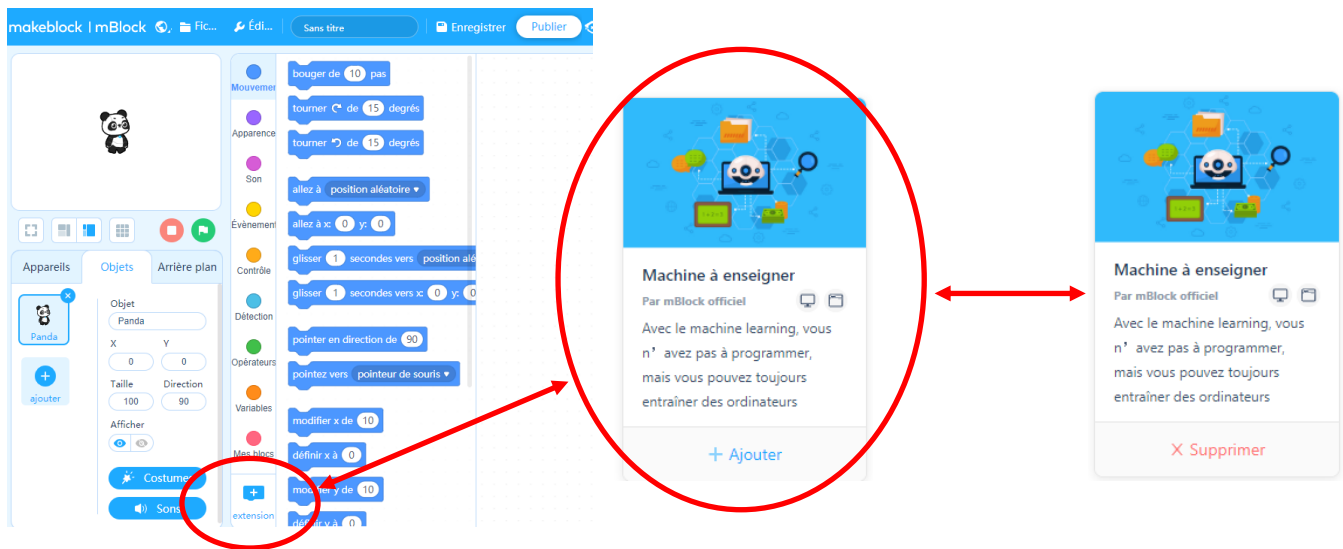 makeblock | mBlock Fic... Édi... Sans titre Enregistrer Publier
Mouvemen
Apparence
Son
Évènement
Contrôle
Détection
Opérateurs
Variables
Mes blocs
extension
bouger de 10 pas
tourner de 15 degrés
tourner de 15 degrés
allez à position aléatoire
allez à x: 0 y: 0
glisser 1 secondes vers position alé
glisser 1 secondes vers x: 0 y: 0
pointer en direction de 90
pointez vers pointeur de souris
modifier x de 10
définir x à 0
modifier y de 10
définir y à 0
Appareils Objets Arrière plan
Panda
ajouter
Objet
Panda
X Y
0 0
Taille Direction
100 90
Afficher
Costume
Sons
Machine à enseigner
Par mBlock officiel
Avec le machine learning, vous
n’ avez pas à programmer,
mais vous pouvez toujours
entraîner des ordinateurs
+ Ajouter
Machine à enseigner
Par mBlock officiel
Avec le machine learning, vous
n’ avez pas à programmer,
mais vous pouvez toujours
entraîner des ordinateurs
X Supprimer